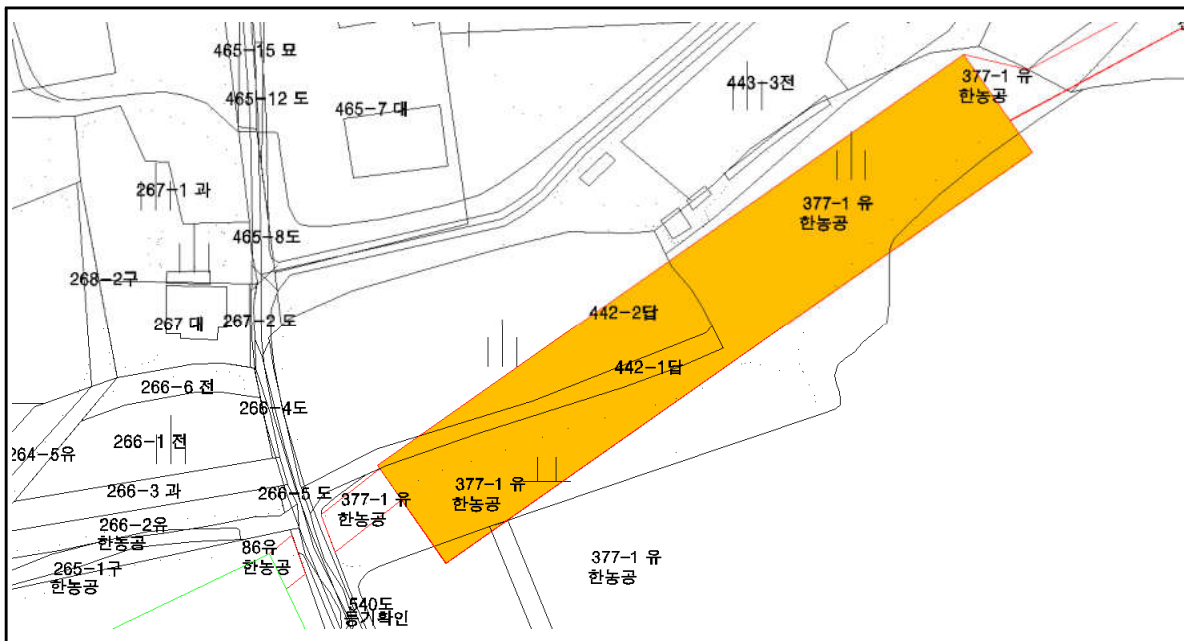 465-15 묘
377-1 유
한농공
443-3전
465-12 도
465-7 대
267-1 과
377-1 유
한농공
465-8도
268-2구
442-2답
267 대
267-2 도
442-1답
266-6 전
266-4도
266-1 전
264-5유
377-1 유
한농공
266-3 과
266-5 도
377-1 유
한농공
266-2유
한농공
86유
한농공
377-1 유
한농공
265-1구
한농공
540도
등기확인